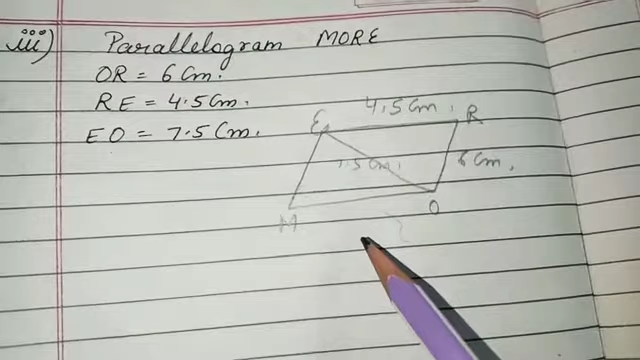 iii) Parallelogram MORE
OR = 6 Cm.
RE = 4.5 Cm.
EO = 7.5 Cm.
4.5 Cm.
E R
7.5 Cm. 6 Cm.
M O